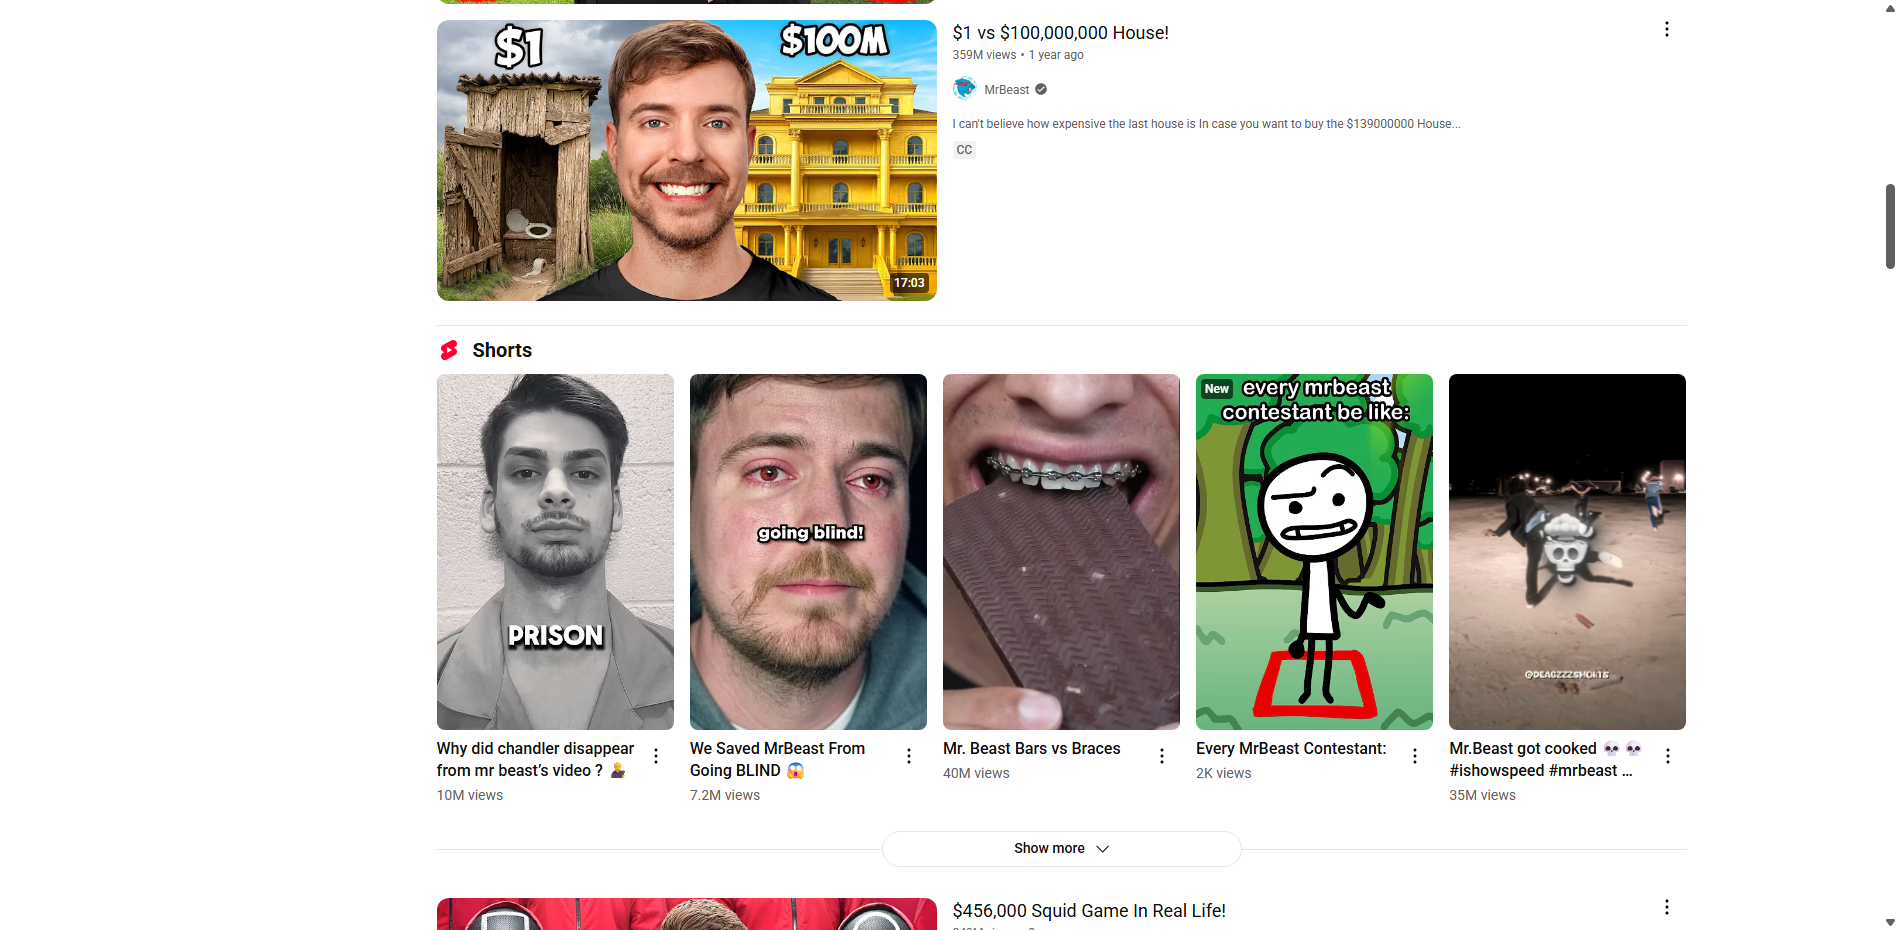 $1
$100M
17:03
$1 vs $100,000,000 House!
359M views • 1 year ago
MrBeast
I can't believe how expensive the last house is In case you want to buy the $139000000 House...
CC
Shorts
PRISON
Why did chandler disappear
from mr beast's video ? 🤦‍♂️
10M views
going blind!
We Saved MrBeast From
Going BLIND 😱
7.2M views
Mr. Beast Bars vs Braces
40M views
New
every mrbeast
contestant be like:
Every MrBeast Contestant:
2K views
@DEAGZZZSHORTS
Mr.Beast got cooked 💀 💀
#ishowspeed #mrbeast ...
35M views
Show more
$456,000 Squid Game In Real Life!